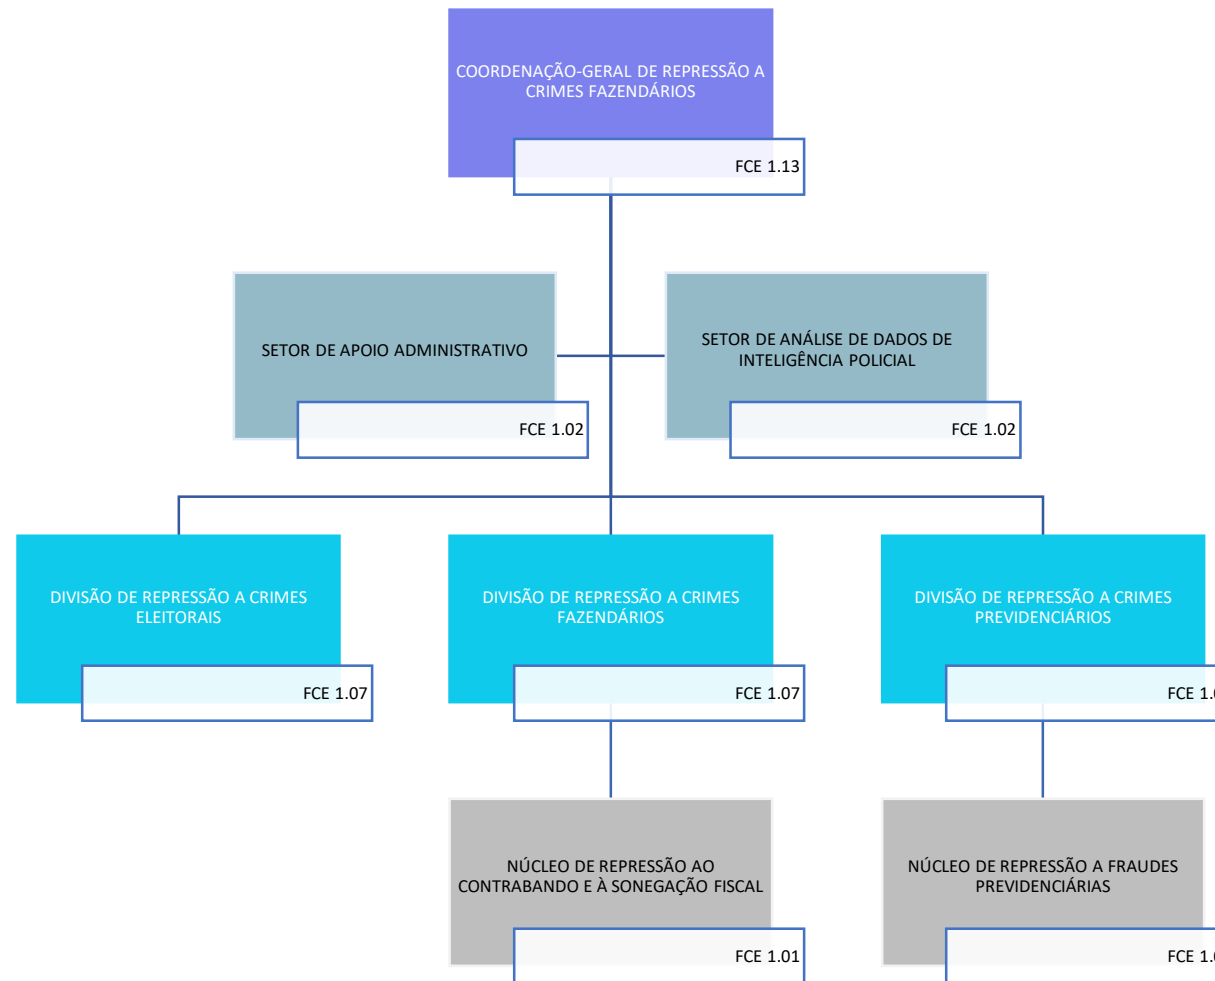 COORDENAÇÃO-GERAL DE REPRESSÃO A
CRIMES FAZENDÁRIOS
FCE 1.13
SETOR DE APOIO ADMINISTRATIVO
FCE 1.02
SETOR DE ANÁLISE DE DADOS DE
INTELIGÊNCIA POLICIAL
FCE 1.02
DIVISÃO DE REPRESSÃO A CRIMES
ELEITORAIS
FCE 1.07
DIVISÃO DE REPRESSÃO A CRIMES
FAZENDÁRIOS
FCE 1.07
DIVISÃO DE REPRESSÃO A CRIMES
PREVIDENCIÁRIOS
FCE
NÚCLEO DE REPRESSÃO AO
CONTRABANDO E À SONEGAÇÃO FISCAL
FCE 1.01
NÚCLEO DE REPRESSÃO A FRAUDES
PREVIDENCIÁRIAS
FCE